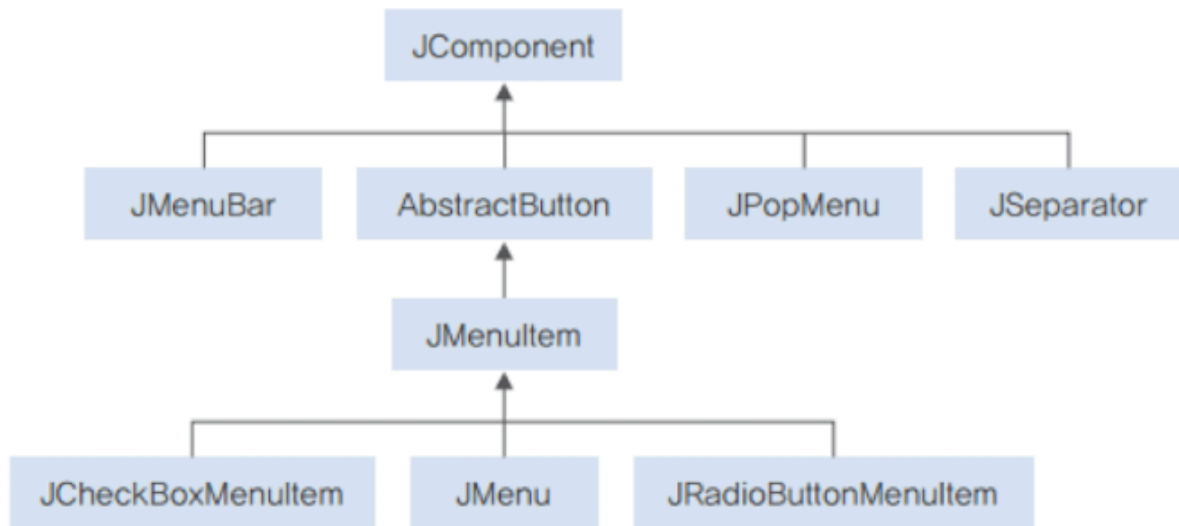 JComponent
JMenuBar
AbstractButton
JPopMenu
JSeparator
JMenuItem
JCheckBoxMenuItem
JMenu
JRadioButtonMenuItem